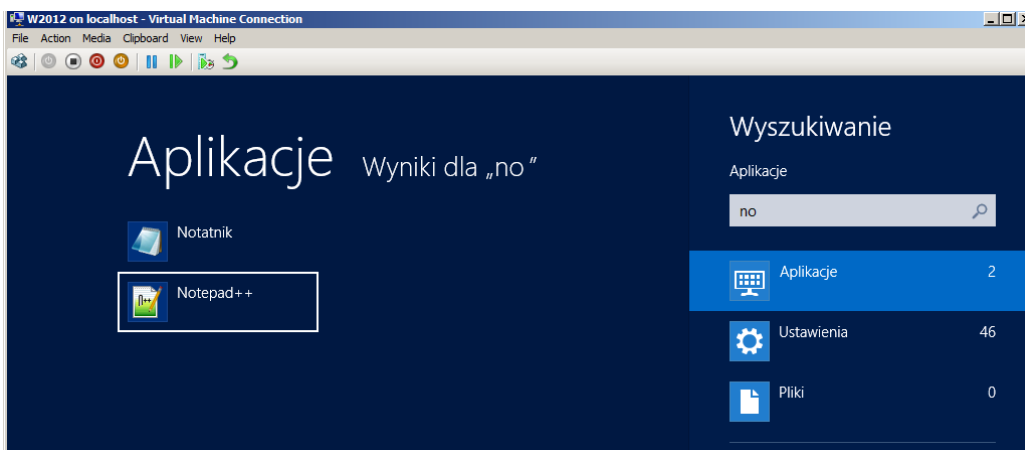 W2012 on localhost - Virtual Machine Connection
File Action Media Clipboard View Help
Aplikacje Wyniki dla „no”
Notatnik
Notepad++
Wyszukiwanie
Aplikacje
no
Aplikacje 2
Ustawienia 46
Pliki 0